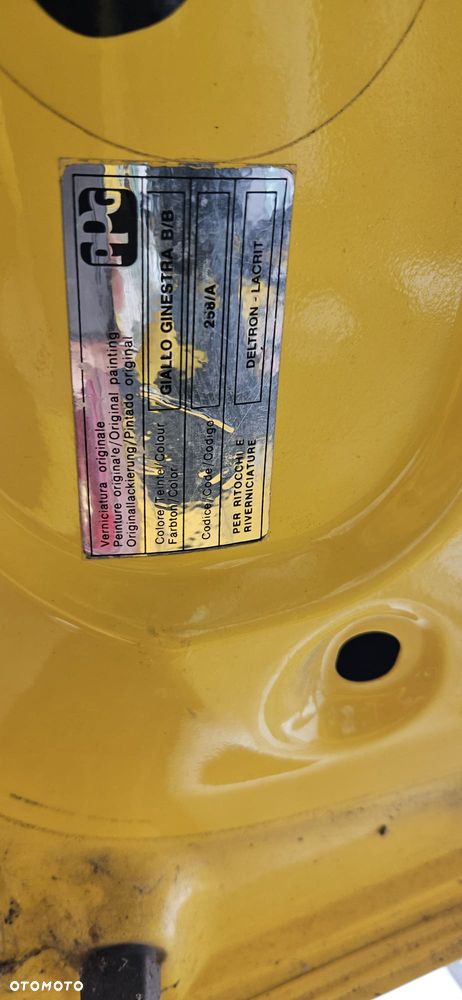 PPG
Verniciatura originale
Peinture originale/Original painting
Originallackierung/Pintado original
Colore/Teinte/Colour
Farbton/Color
GIALLO GINESTRA B/B
Codice/Code/Codigo
258/A
PER RITOCCHI E
RIVERNICIATURE
DELTRON - LACRIT
OTOMOTO